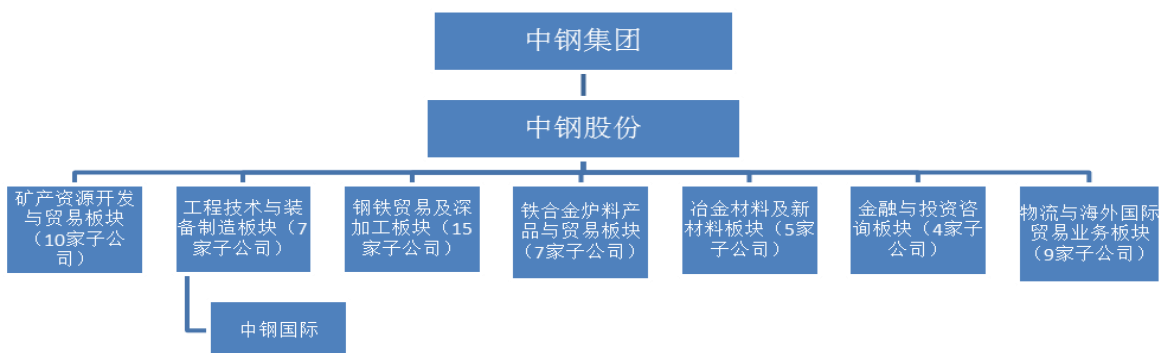 中钢集团
中钢股份
矿产资源开发
与贸易板块
（10家子公
司）
工程技术与装
备制造板块（7
家子公司）
钢铁贸易及深
加工板块（15
家子公司）
铁合金炉料产
品与贸易板块
（7家子公司）
冶金材料及新
材料板块（5家
子公司）
金融与投资咨
询板块（4家子
公司）
物流与海外国际
贸易业务板块
（9家子公司）
中钢国际